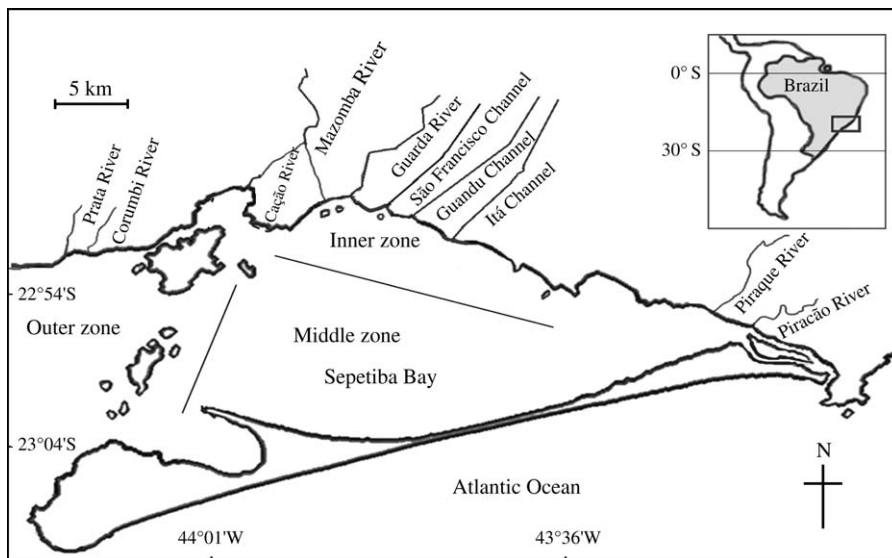 5 km
Prata River
Corumbi River
Cação River
Mazomba River
Guarda River
São Francisco Channel
Guandu Channel
Itá Channel
0° S
Brazil
30° S
Inner zone
Piraque River
Piracão River
22°54'S
Outer zone
Middle zone
Sepetiba Bay
23°04'S
N
Atlantic Ocean
44°01'W
43°36'W